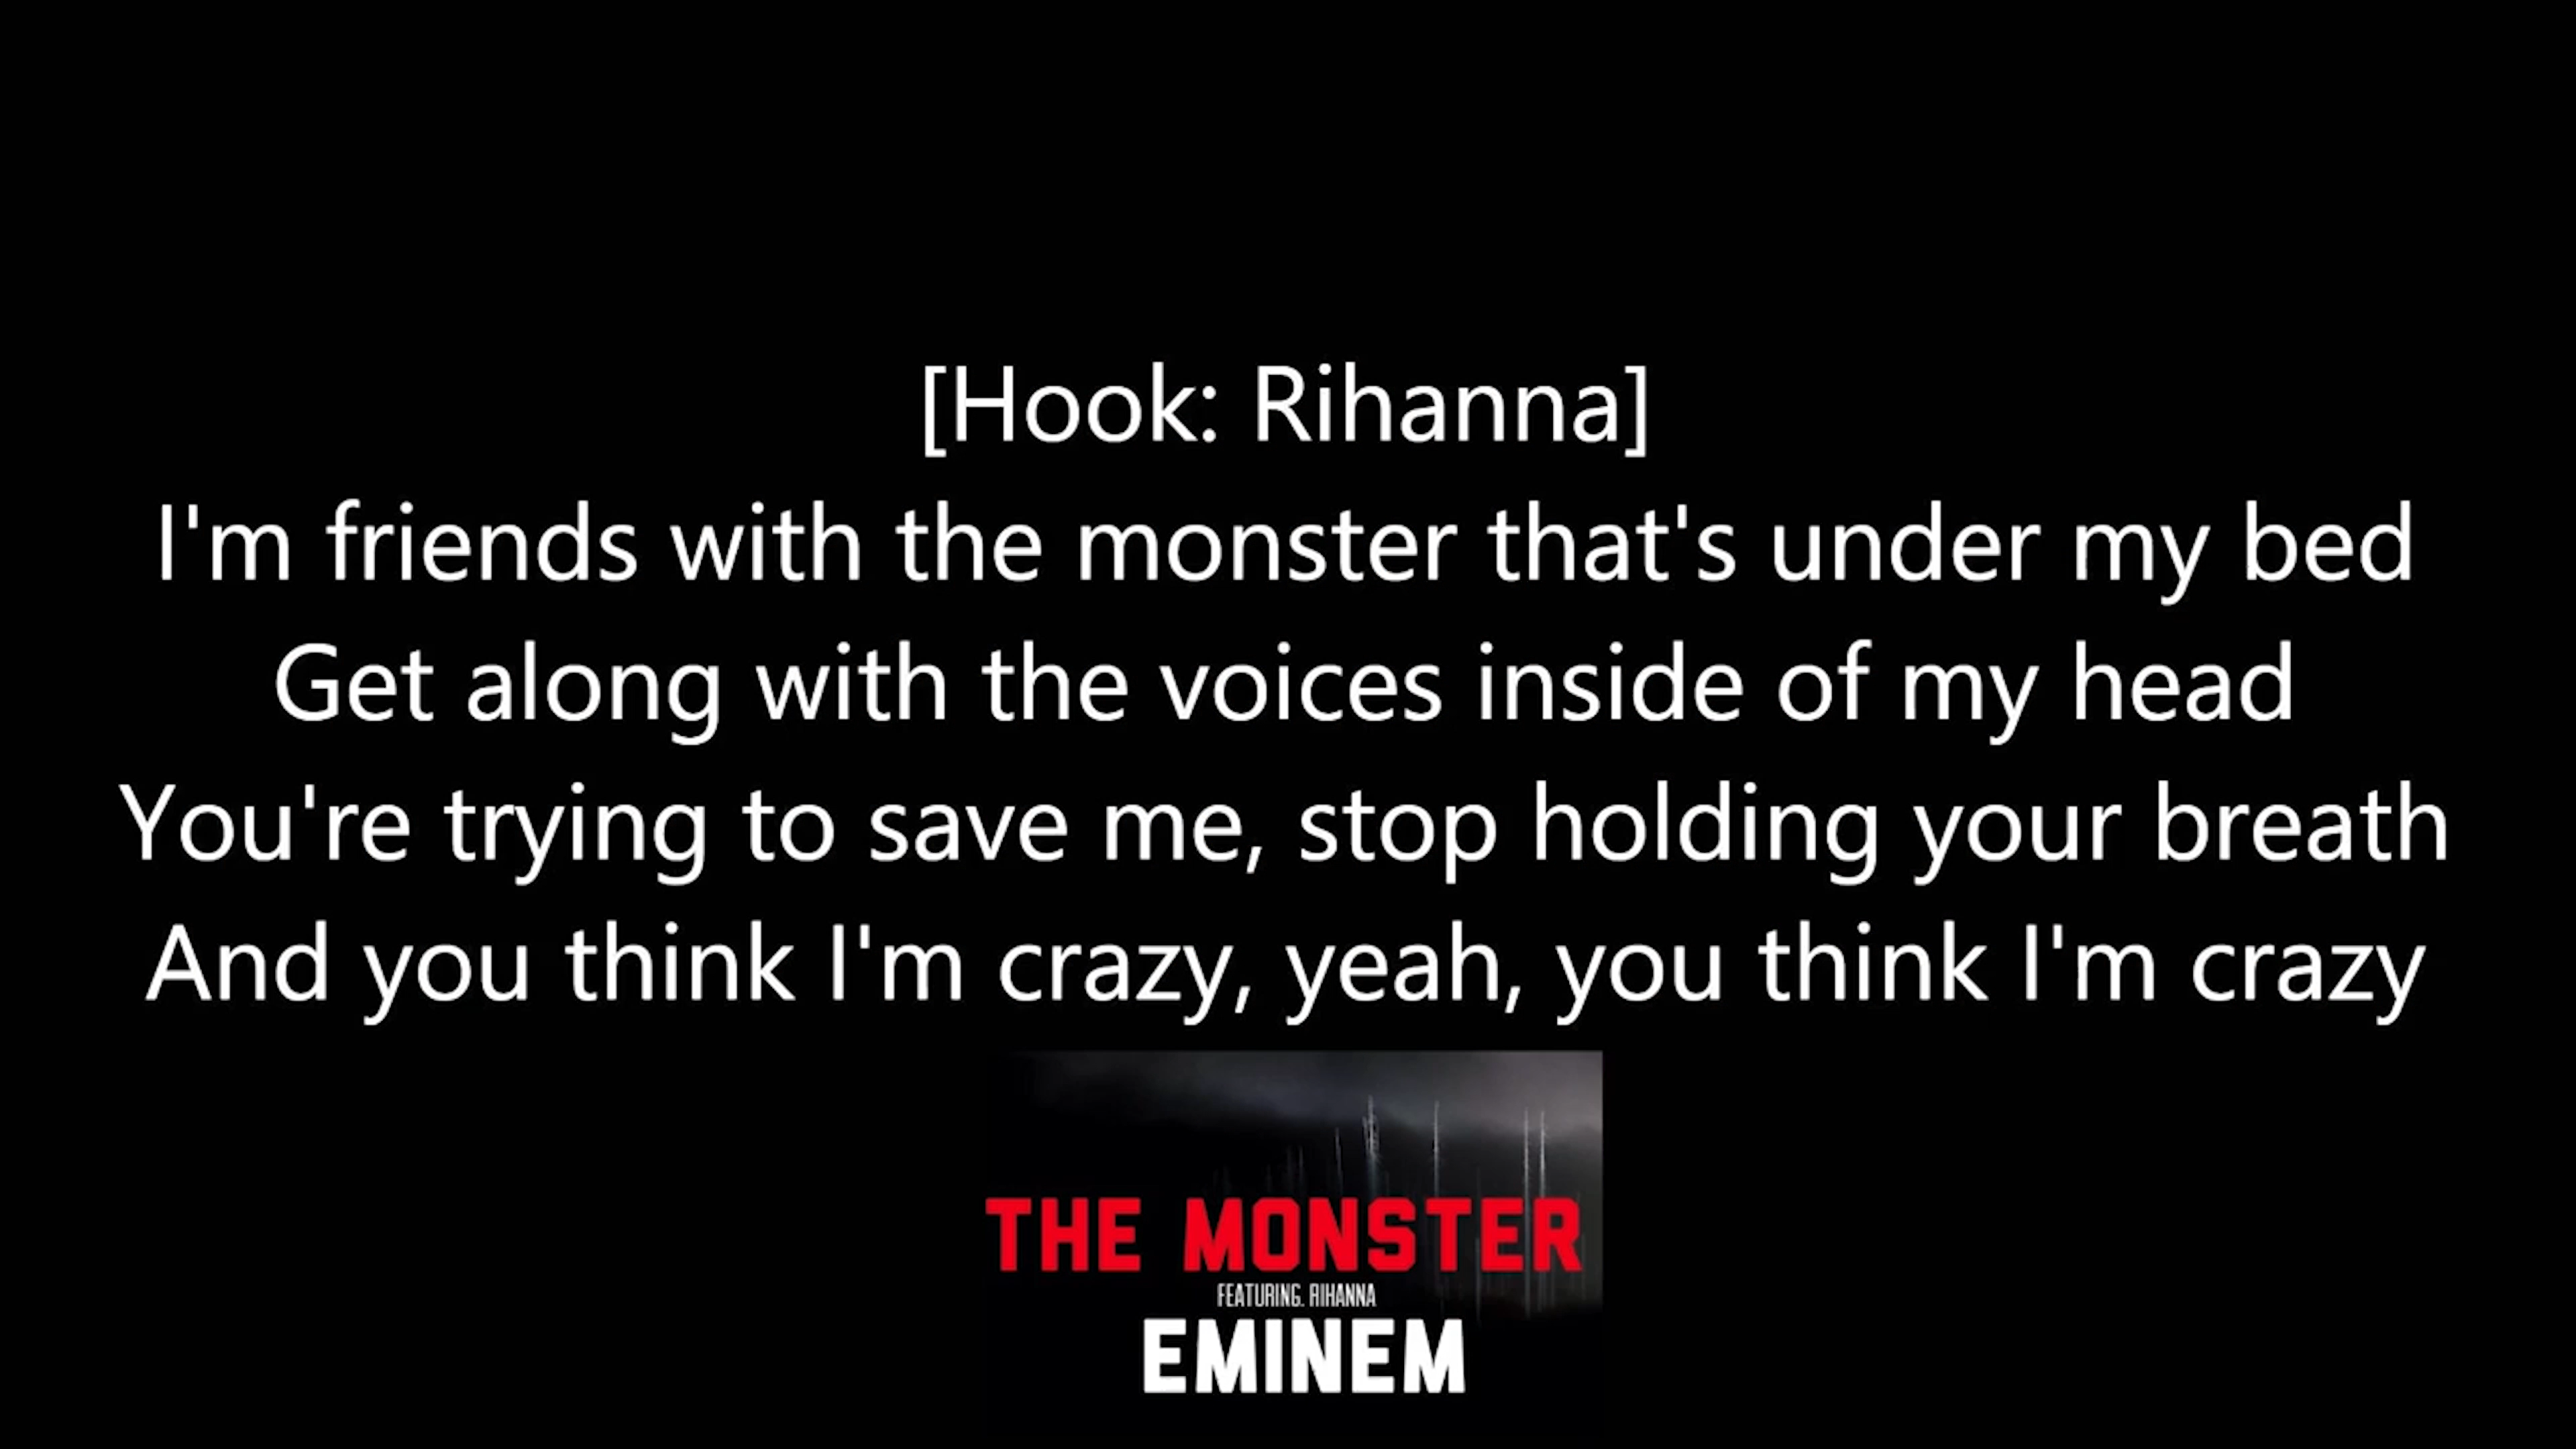 [Hook: Rihanna]
I'm friends with the monster that's under my bed
Get along with the voices inside of my head
You're trying to save me, stop holding your breath
And you think I'm crazy, yeah, you think I'm crazy
THE MONSTER
FEATURING. RIHANNA
EMINEM